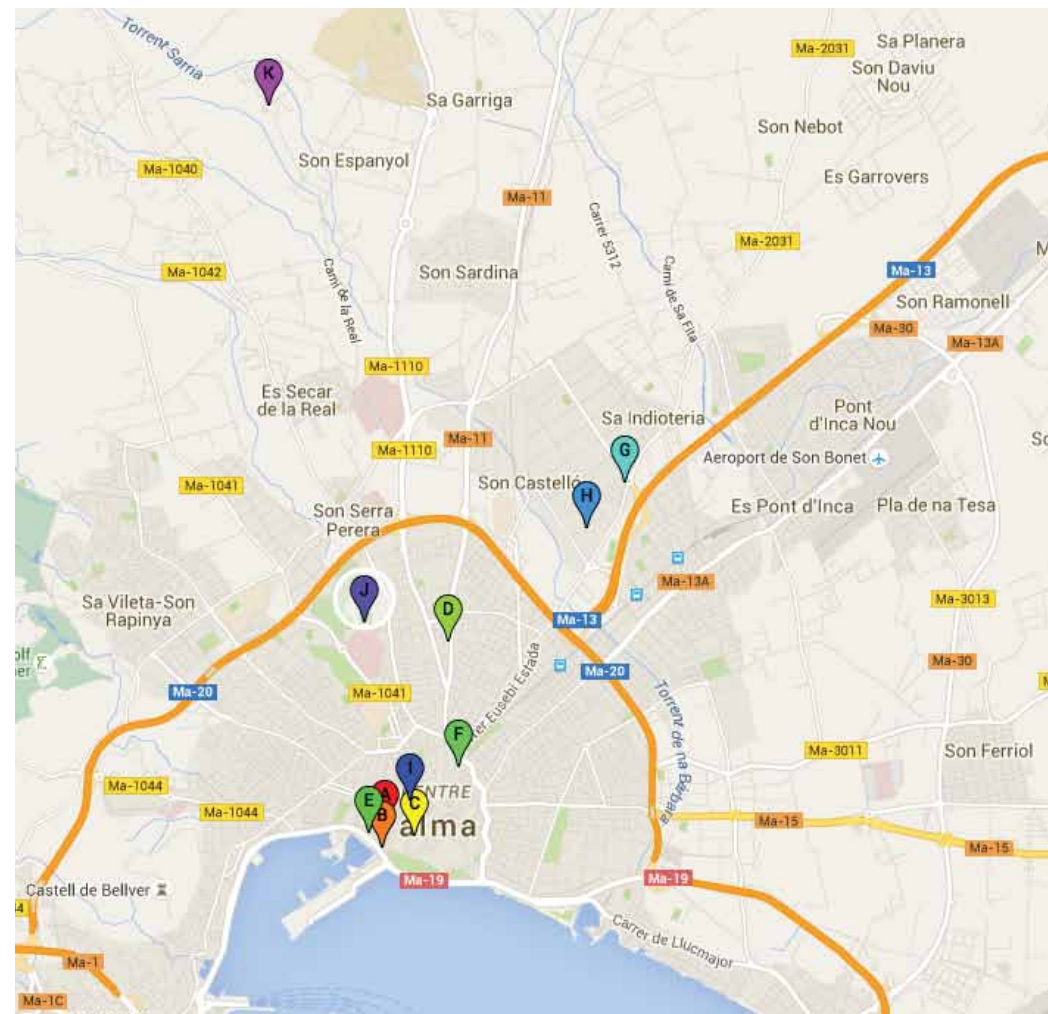 Torrent Sarria
K
Ma-2031
Sa Planera
Son Daviu
Nou
Sa Garriga
Son Nebot
Son Espanyol
Ma-1040
Es Garrovers
Ma-11
Carrer 5312
Ma-2031
Ma-1042
Camí de la Real
Son Sardina
Camí de Sa Fita
Ma-13
M
Son Ramonell
Ma-30
Ma-13A
Ma-1110
Es Secar
de la Real
Sa Indioteria
Pont
d'Inca Nou
Ma-11
Ma-1110
G
Aeroport de Son Bonet
Son Castelló
H
Ma-1041
Son Serra
Perera
Es Pont d'Inca
Pla de na Tesa
J
D
Ma-13A
Sa Vileta-Son
Rapinya
Ma-13
Ma-3013
Ma-30
Ma-20
Ma-20
Ma-1041
Eusebi Estada
Torrent de na Bàrbara
F
Ma-3011
Son Ferriol
I
Ma-1044
A
ENTRE
E
C
B
Ma-1044
alma
Ma-15
Ma-15
Ma-19
Ma-19
Castell de Bellver
Carrer de Llucmajor
Ma-1
Ma-1C